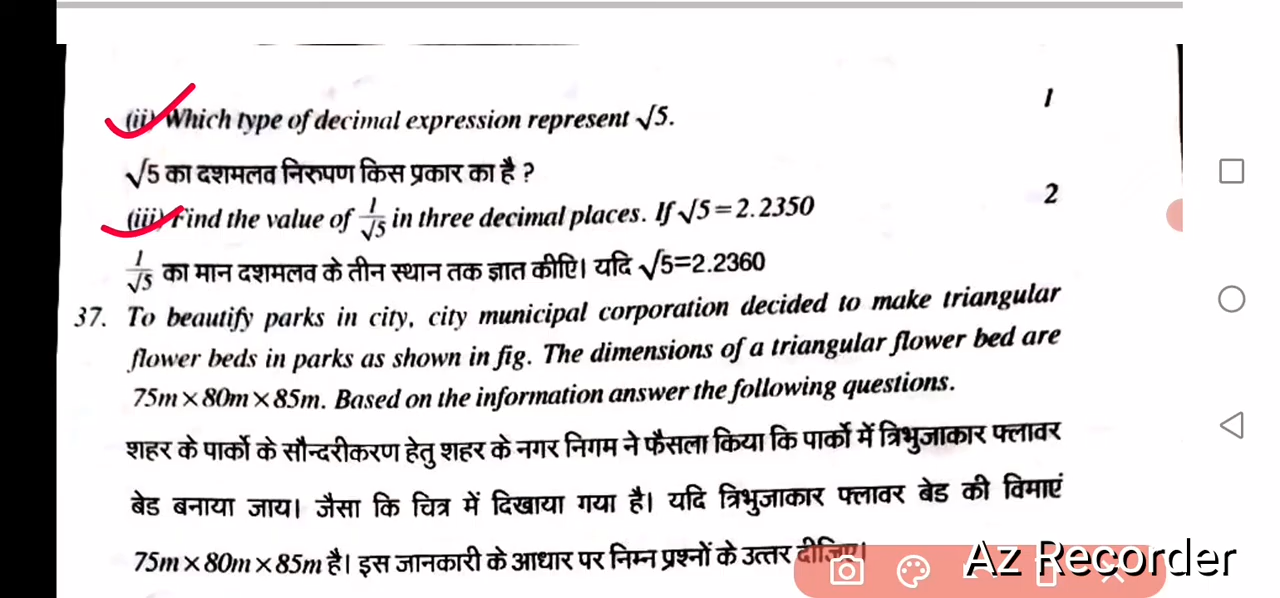 (ii) Which type of decimal expression represent √5. 1
√5 का दशमलव निरुपण किस प्रकार का है ?
(iii) Find the value of 1/√5 in three decimal places. If √5=2.2350 2
1/√5 का मान दशमलव के तीन स्थान तक ज्ञात कीएि। यदि √5=2.2360
37. To beautify parks in city, city municipal corporation decided to make triangular
flower beds in parks as shown in fig. The dimensions of a triangular flower bed are
75m×80m×85m. Based on the information answer the following questions.
शहर के पार्को के सौन्दरीकरण हेतु शहर के नगर निगम ने फैसला किया कि पार्को में त्रिभुजाकार फ्लावर
बेड बनाया जाय। जैसा कि चित्र में दिखाया गया है। यदि त्रिभुजाकार फ्लावर बेड की विमाएं
75m×80m×85m है। इस जानकारी के आधार पर निम्न प्रश्नों के उत्तर दीजिए।
Az Recorder